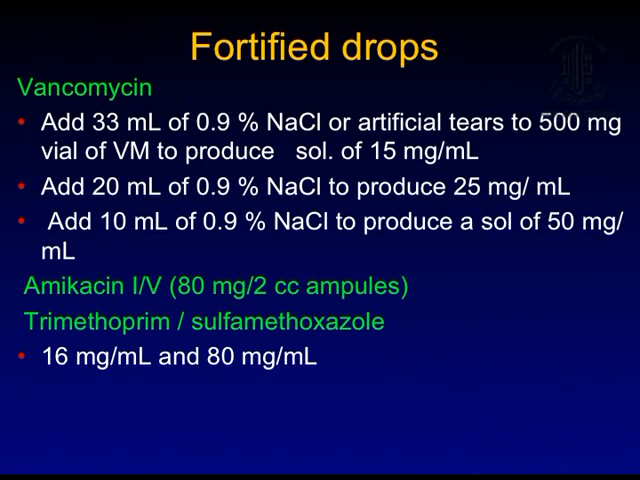 Fortified drops
Vancomycin
• Add 33 mL of 0.9 % NaCl or artificial tears to 500 mg
vial of VM to produce sol. of 15 mg/mL
• Add 20 mL of 0.9 % NaCl to produce 25 mg/ mL
• Add 10 mL of 0.9 % NaCl to produce a sol of 50 mg/
mL
Amikacin I/V (80 mg/2 cc ampules)
Trimethoprim / sulfamethoxazole
• 16 mg/mL and 80 mg/mL